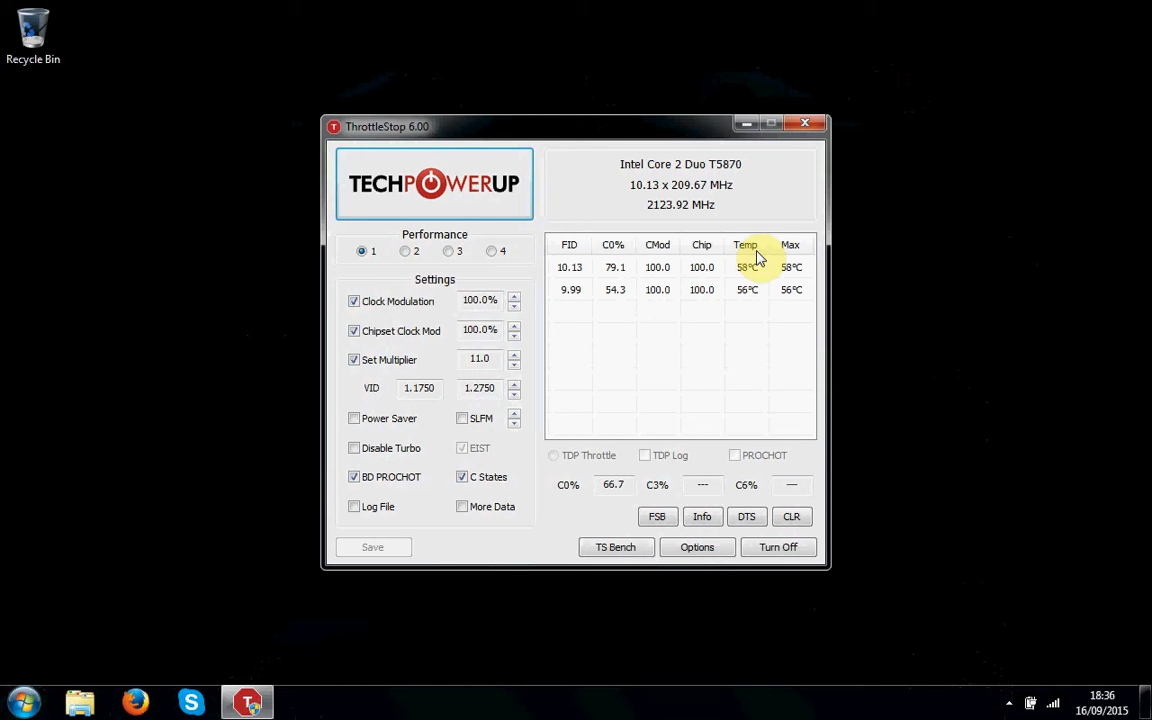 Recycle Bin
ThrottleStop 6.00
TECHPOWERUP
Intel Core 2 Duo T5870
10.13 x 209.67 MHz
2123.92 MHz
Performance
1 2 3 4
Settings
Clock Modulation 100.0%
Chipset Clock Mod 100.0%
Set Multiplier 11.0
VID 1.1750 1.2750
Power Saver SLFM
Disable Turbo EIST
BD PROCHOT C States
Log File More Data
Save
FID C0% CMod Chip Temp Max
10.13 79.1 100.0 100.0 58°C 58°C
9.99 54.3 100.0 100.0 56°C 56°C
TDP Throttle TDP Log PROCHOT
C0% 66.7 C3% --- C6% ---
FSB Info DTS CLR
TS Bench Options Turn Off
18:36
16/09/2015